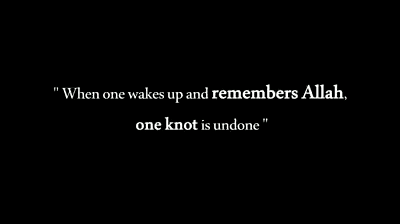 " When one wakes up and remembers Allah,
one knot is undone "